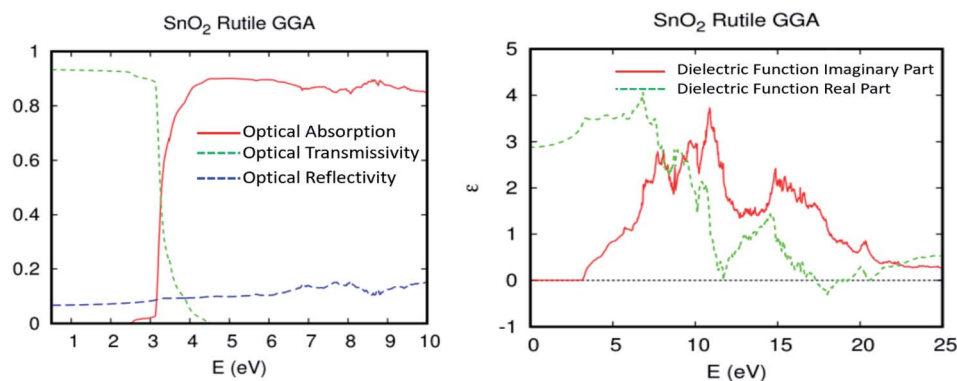 SnO₂ Rutile GGA
1
0.8
0.6
0.4
0.2
0
Optical Absorption
Optical Transmissivity
Optical Reflectivity
1 2 3 4 5 6 7 8 9 10
E (eV)
SnO₂ Rutile GGA
5
4
3
2
1
0
-1
ε
Dielectric Function Imaginary Part
Dielectric Function Real Part
0 5 10 15 20 25
E (eV)